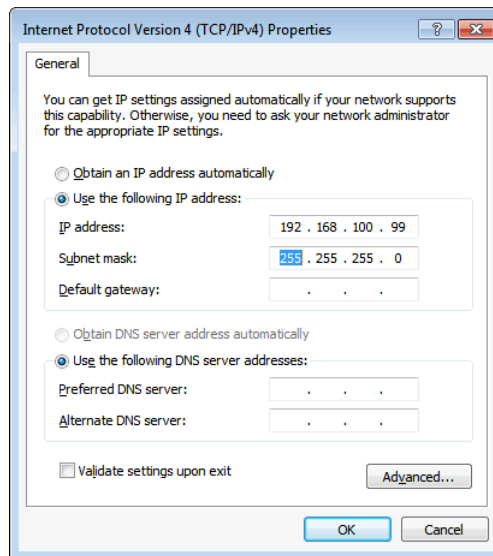 Internet Protocol Version 4 (TCP/IPv4) Properties
General
You can get IP settings assigned automatically if your network supports
this capability. Otherwise, you need to ask your network administrator
for the appropriate IP settings.
Obtain an IP address automatically
Use the following IP address:
IP address: 192 . 168 . 100 . 99
Subnet mask: 255 . 255 . 255 . 0
Default gateway: . . .
Obtain DNS server address automatically
Use the following DNS server addresses:
Preferred DNS server: . . .
Alternate DNS server: . . .
Validate settings upon exit
Advanced...
OK Cancel